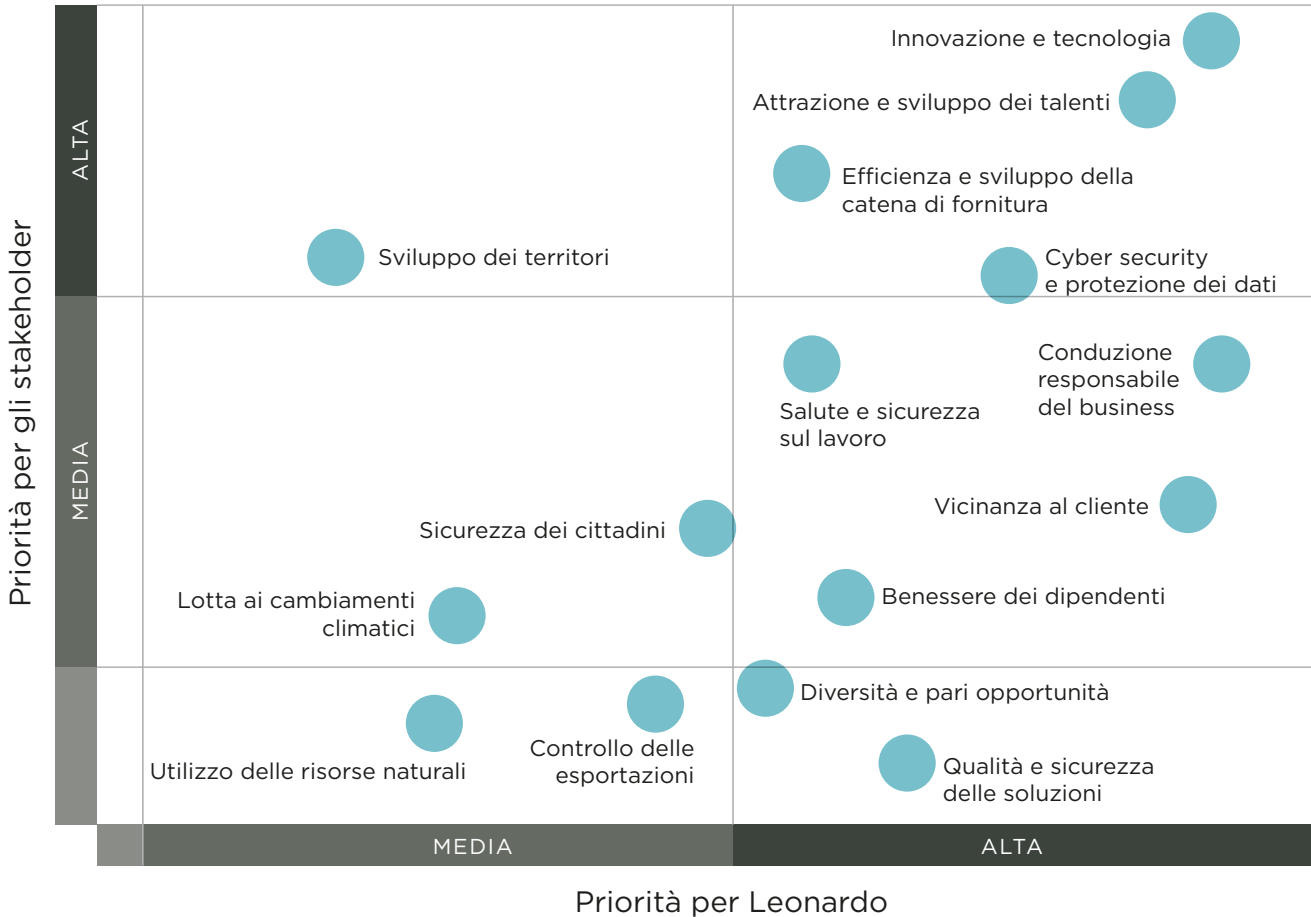 Priorità per gli stakeholder
ALTA
MEDIA
Innovazione e tecnologia
Attrazione e sviluppo dei talenti
Efficienza e sviluppo della
catena di fornitura
Sviluppo dei territori
Cyber security
e protezione dei dati
Salute e sicurezza
sul lavoro
Conduzione
responsabile
del business
Sicurezza dei cittadini
Vicinanza al cliente
Lotta ai cambiamenti
climatici
Benessere dei dipendenti
Diversità e pari opportunità
Utilizzo delle risorse naturali
Controllo delle
esportazioni
Qualità e sicurezza
delle soluzioni
MEDIA
ALTA
Priorità per Leonardo